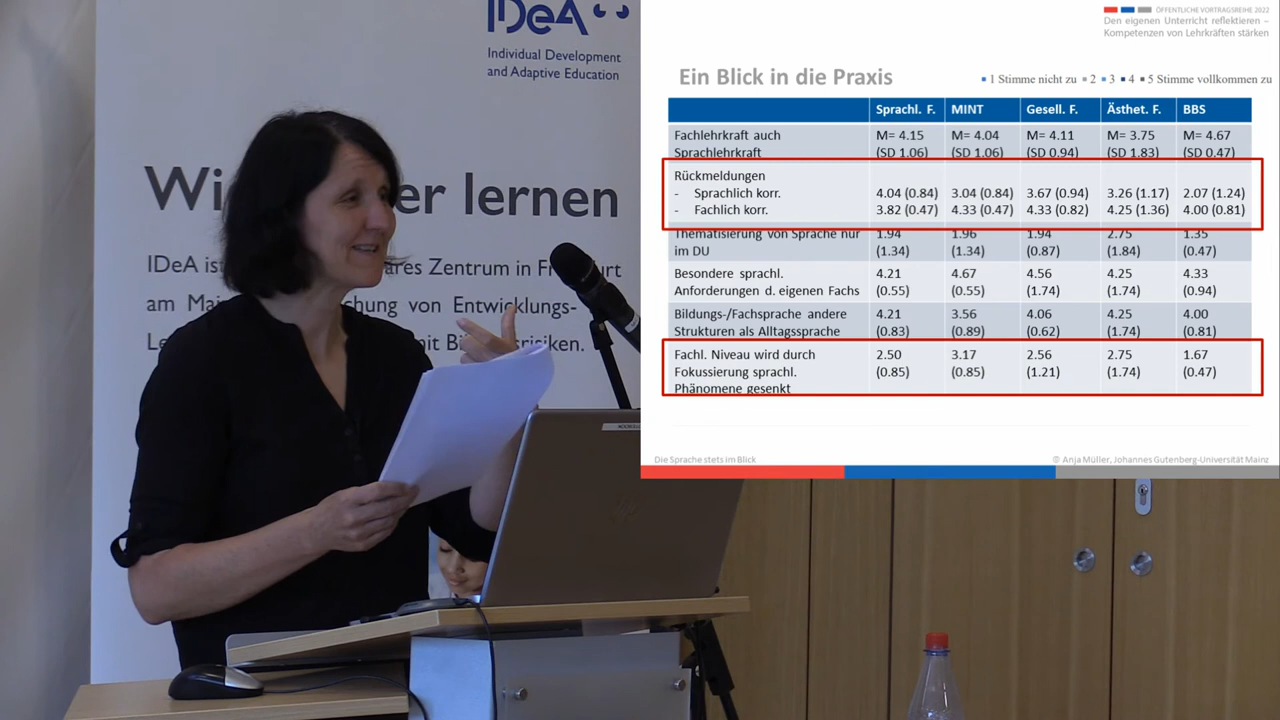 IDeA
Individual Development
and Adaptive Education
er lernen
IDeA ist
ares Zentrum in
am
chung von Entwicklungs-
ÖFFENTLICHE VORTRAGSREIHE 2022
Den eigenen Unterricht reflektieren –
Kompetenzen von Lehrkräften stärken
Ein Blick in die Praxis
1 Stimme nicht zu 2 3 4 5 Stimme vollkommen zu
Sprachl. F. MINT Gesell. F. Ästhet. F. BBS
Fachlehrkraft auch M= 4.15 M= 4.04 M= 4.11 M= 3.75 M= 4.67
Sprachlehrkraft (SD 1.06) (SD 1.06) (SD 0.94) (SD 1.83) (SD 0.47)
Rückmeldungen
- Sprachlich korr. 4.04 (0.84) 3.04 (0.84) 3.67 (0.94) 3.26 (1.17) 2.07 (1.24)
- Fachlich korr. 3.82 (0.47) 4.33 (0.47) 4.33 (0.82) 4.25 (1.36) 4.00 (0.81)
Thematisierung von Sprache nur 1.94 1.96 1.94 2.75 1.35
im DU (1.34) (1.34) (0.87) (1.84) (0.47)
Besondere sprachl. 4.21 4.67 4.56 4.25 4.33
Anforderungen d. eigenen Fachs (0.55) (0.55) (1.74) (1.74) (0.94)
Bildungs-/Fachsprache andere 4.21 3.56 4.06 4.25 4.00
Strukturen als Alltagssprache (0.83) (0.89) (0.62) (1.74) (0.81)
Fachl. Niveau wird durch 2.50 3.17 2.56 2.75 1.67
Fokussierung sprachl. (0.85) (0.85) (1.21) (1.74) (0.47)
Phänomene gesenkt
Die Sprache stets im Blick
© Anja Müller, Johannes Gutenberg-Universität Mainz